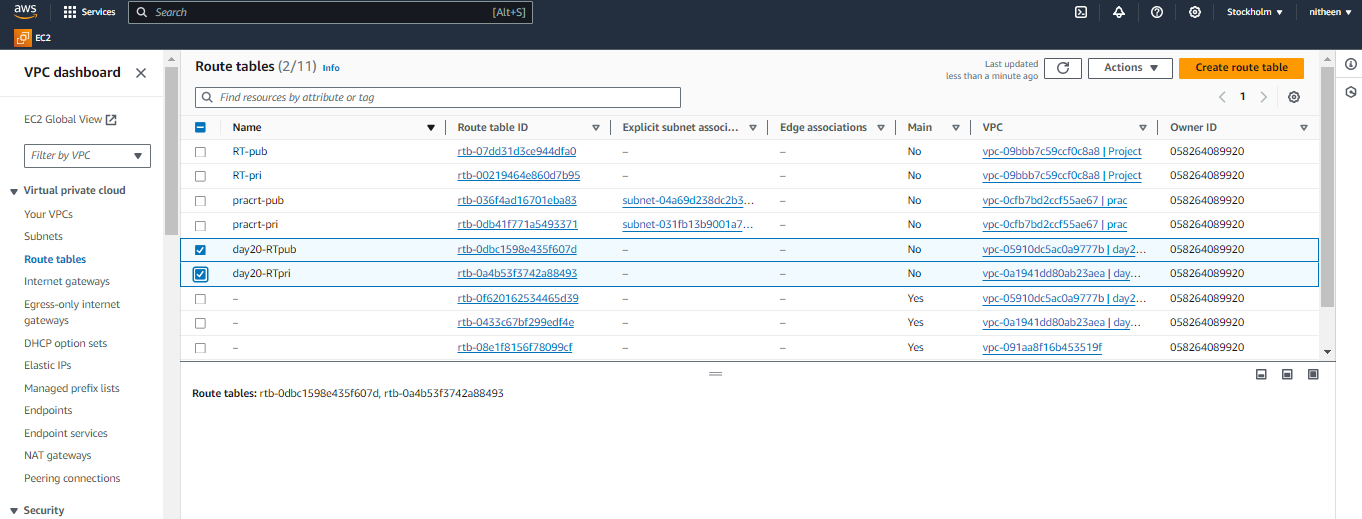 aws Services Search [Alt+S] Stockholm nitheen
EC2
VPC dashboard
EC2 Global View
Filter by VPC
Virtual private cloud
Your VPCs
Subnets
Route tables
Internet gateways
Egress-only internet
gateways
DHCP option sets
Elastic IPs
Managed prefix lists
Endpoints
Endpoint services
NAT gateways
Peering connections
Security
Route tables (2/11) Info
Last updated
less than a minute ago
Actions
Create route table
Find resources by attribute or tag
1
Name Route table ID Explicit subnet associ... Edge associations Main VPC Owner ID
RT-pub rtb-07dd31d3ce944dfa0 – – No vpc-09bbb7c59ccf0c8a8 | Project 058264089920
RT-pri rtb-00219464e860d7b95 – – No vpc-09bbb7c59ccf0c8a8 | Project 058264089920
pracrt-pub rtb-036f4ad16701eba83 subnet-04a69d238dc2b3... – No vpc-0cfb7bd2ccf55ae67 | prac 058264089920
pracrt-pri rtb-0db41f771a5493371 subnet-031fb13b9001a7... – No vpc-0cfb7bd2ccf55ae67 | prac 058264089920
day20-RTpub rtb-0dbc1598e435f607d – – No vpc-05910dc5ac0a9777b | day2... 058264089920
day20-RTpri rtb-0a4b53f3742a88493 – – No vpc-0a1941dd80ab23aea | day... 058264089920
– rtb-0f620162534465d39 – – Yes vpc-05910dc5ac0a9777b | day2... 058264089920
– rtb-0433c67bf299edf4e – – Yes vpc-0a1941dd80ab23aea | day... 058264089920
– rtb-08e1f8156f78099cf – – Yes vpc-091aa8f16b453519f 058264089920
Route tables: rtb-0dbc1598e435f607d, rtb-0a4b53f3742a88493